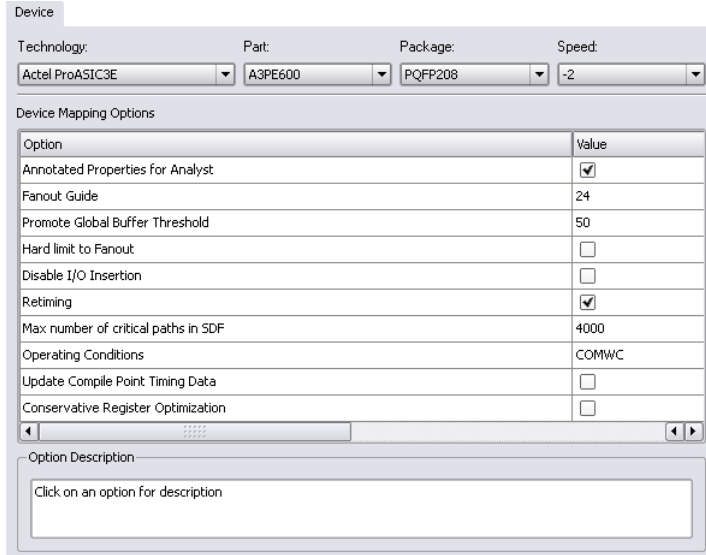 Device
Technology: Part: Package: Speed:
Actel ProASIC3E A3PE600 PQFP208 -2
Device Mapping Options
Option Value
Annotated Properties for Analyst
Fanout Guide 24
Promote Global Buffer Threshold 50
Hard limit to Fanout
Disable I/O Insertion
Retiming
Max number of critical paths in SDF 4000
Operating Conditions COMWC
Update Compile Point Timing Data
Conservative Register Optimization
Option Description
Click on an option for description